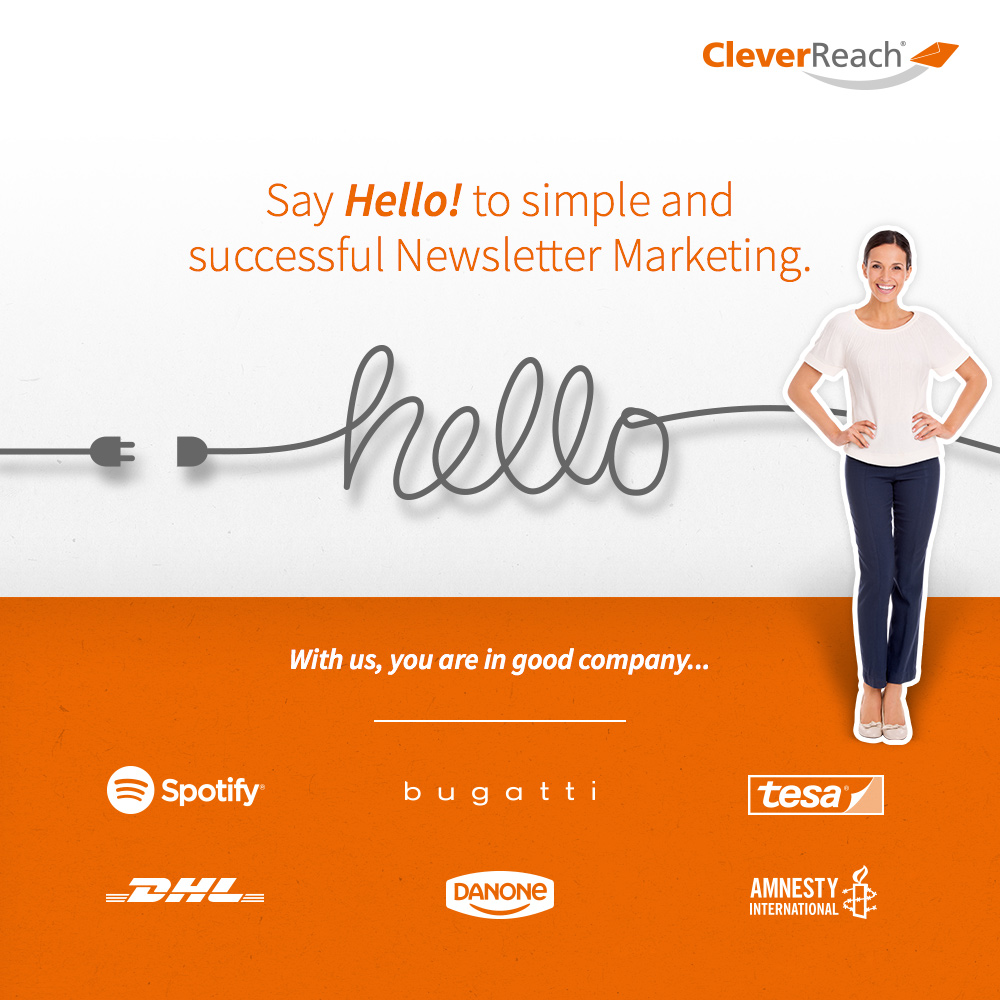 CleverReach®
Say Hello! to simple and
successful Newsletter Marketing.
hello
With us, you are in good company...
Spotify®
bugatti
tesa®
DHL
DANONE
AMNESTY
INTERNATIONAL